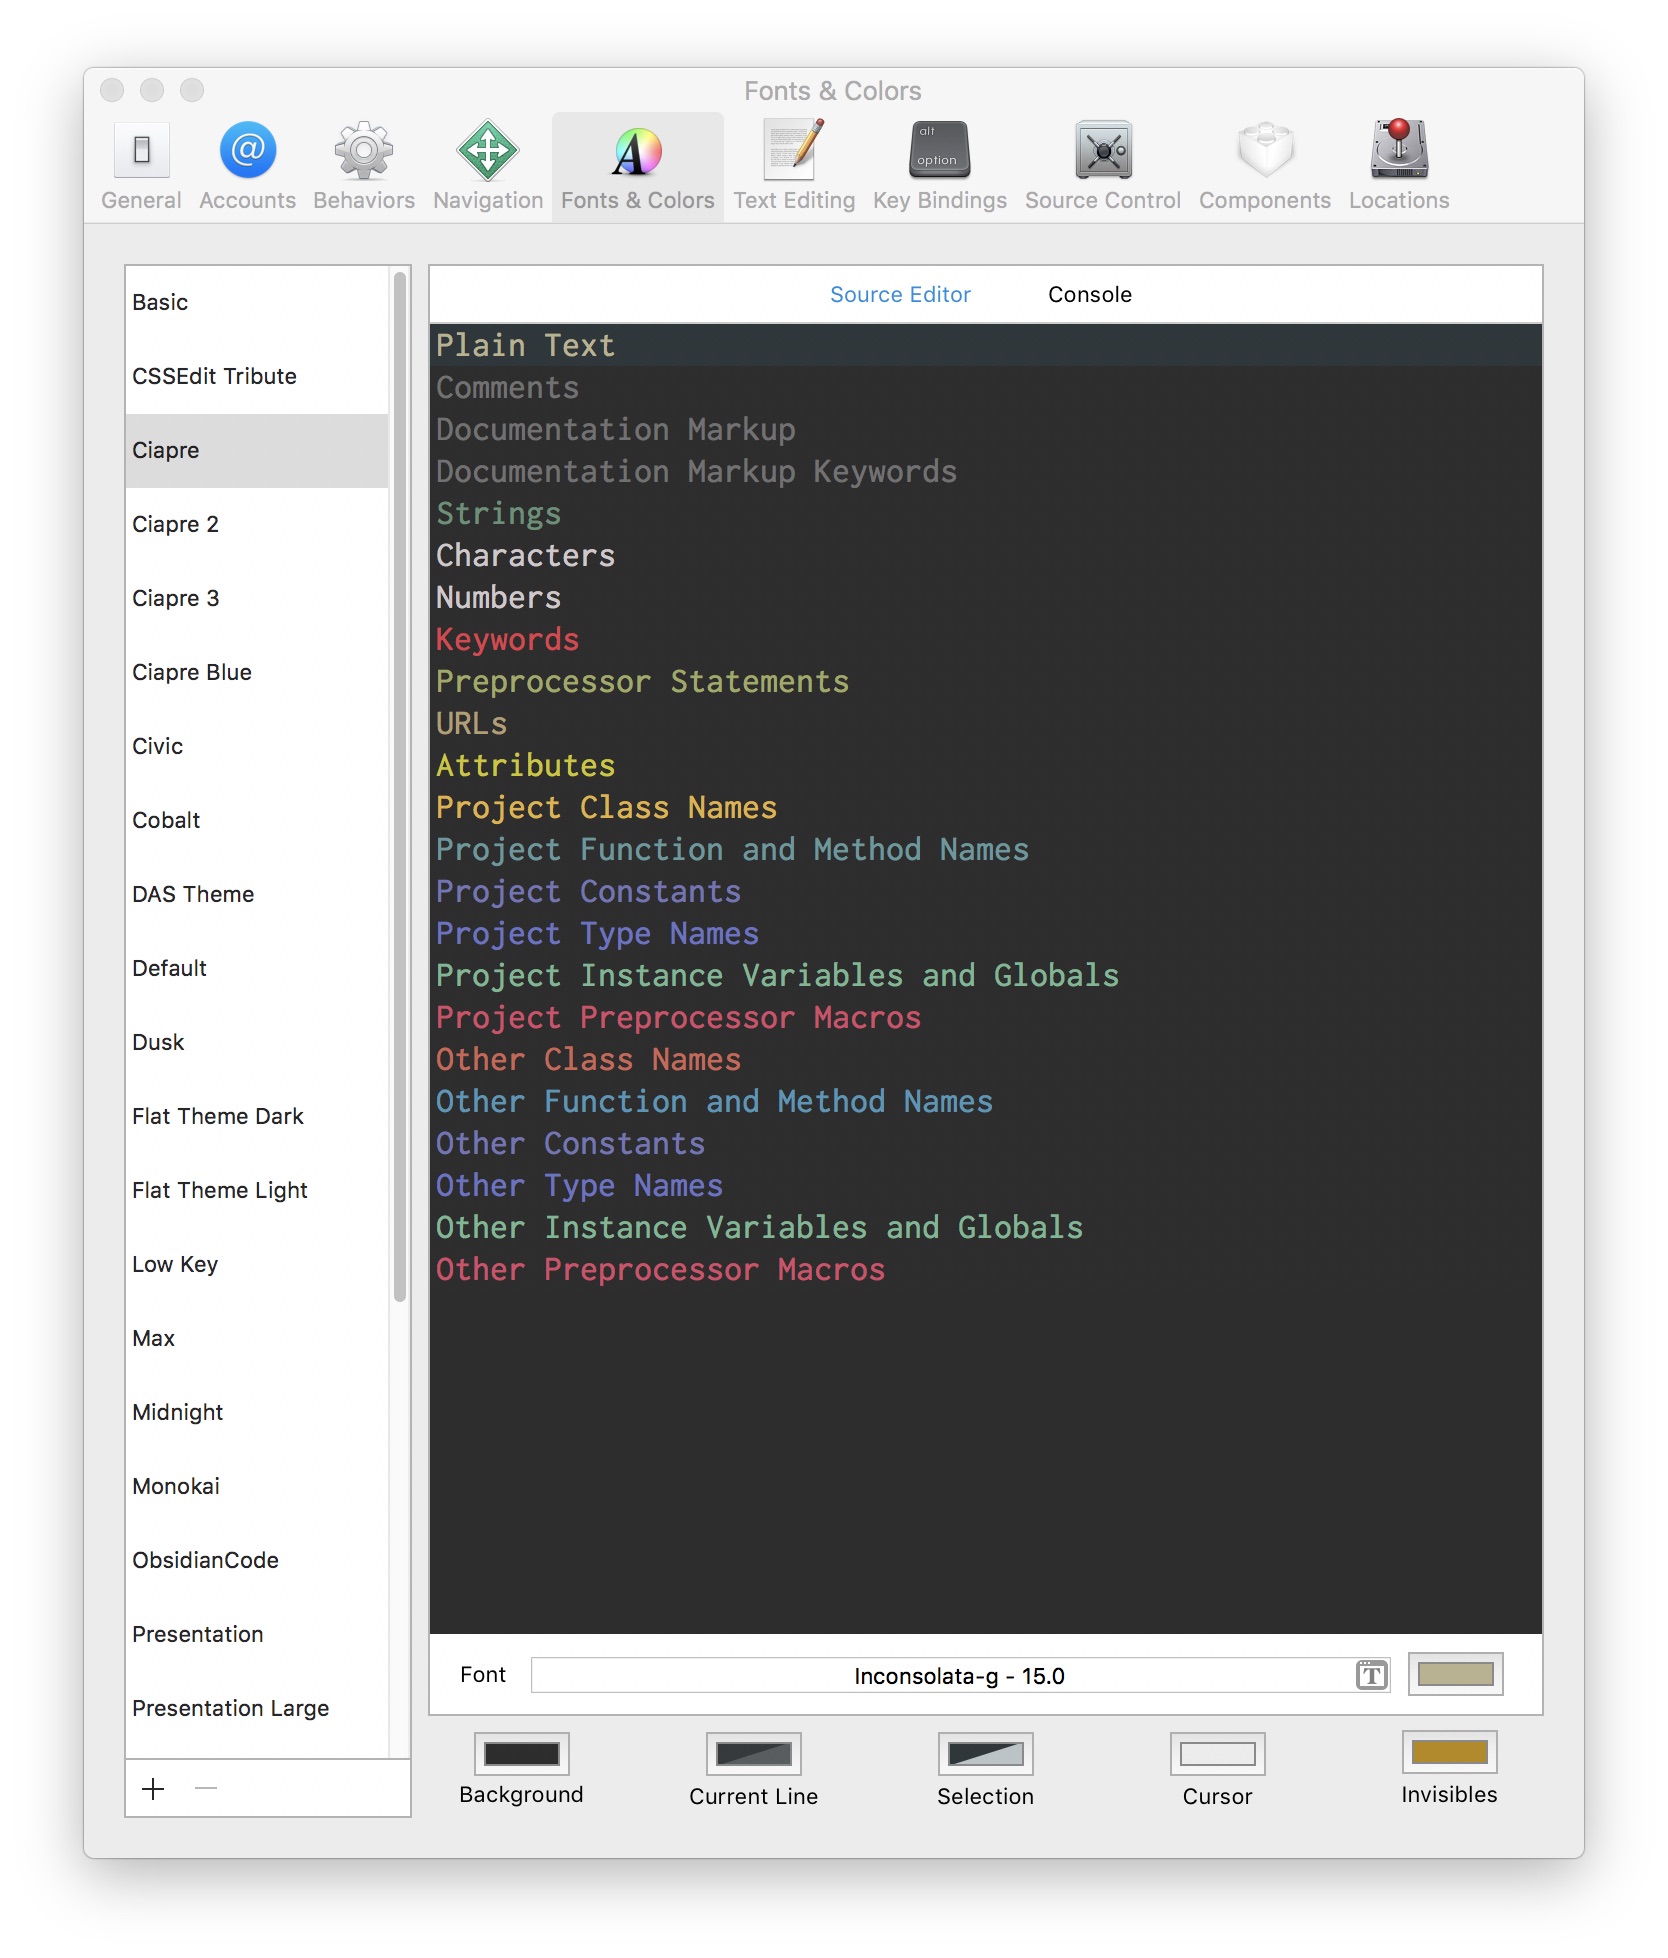 Fonts & Colors
General
Accounts
Behaviors
Navigation
Fonts & Colors
Text Editing
alt
option
Key Bindings
Source Control
Components
Locations
Basic
CSSEdit Tribute
Ciapre
Ciapre 2
Ciapre 3
Ciapre Blue
Civic
Cobalt
DAS Theme
Default
Dusk
Flat Theme Dark
Flat Theme Light
Low Key
Max
Midnight
Monokai
ObsidianCode
Presentation
Presentation Large
Source Editor
Console
Plain Text
Comments
Documentation Markup
Documentation Markup Keywords
Strings
Characters
Numbers
Keywords
Preprocessor Statements
URLs
Attributes
Project Class Names
Project Function and Method Names
Project Constants
Project Type Names
Project Instance Variables and Globals
Project Preprocessor Macros
Other Class Names
Other Function and Method Names
Other Constants
Other Type Names
Other Instance Variables and Globals
Other Preprocessor Macros
Font
Inconsolata-g - 15.0
Background
Current Line
Selection
Cursor
Invisibles